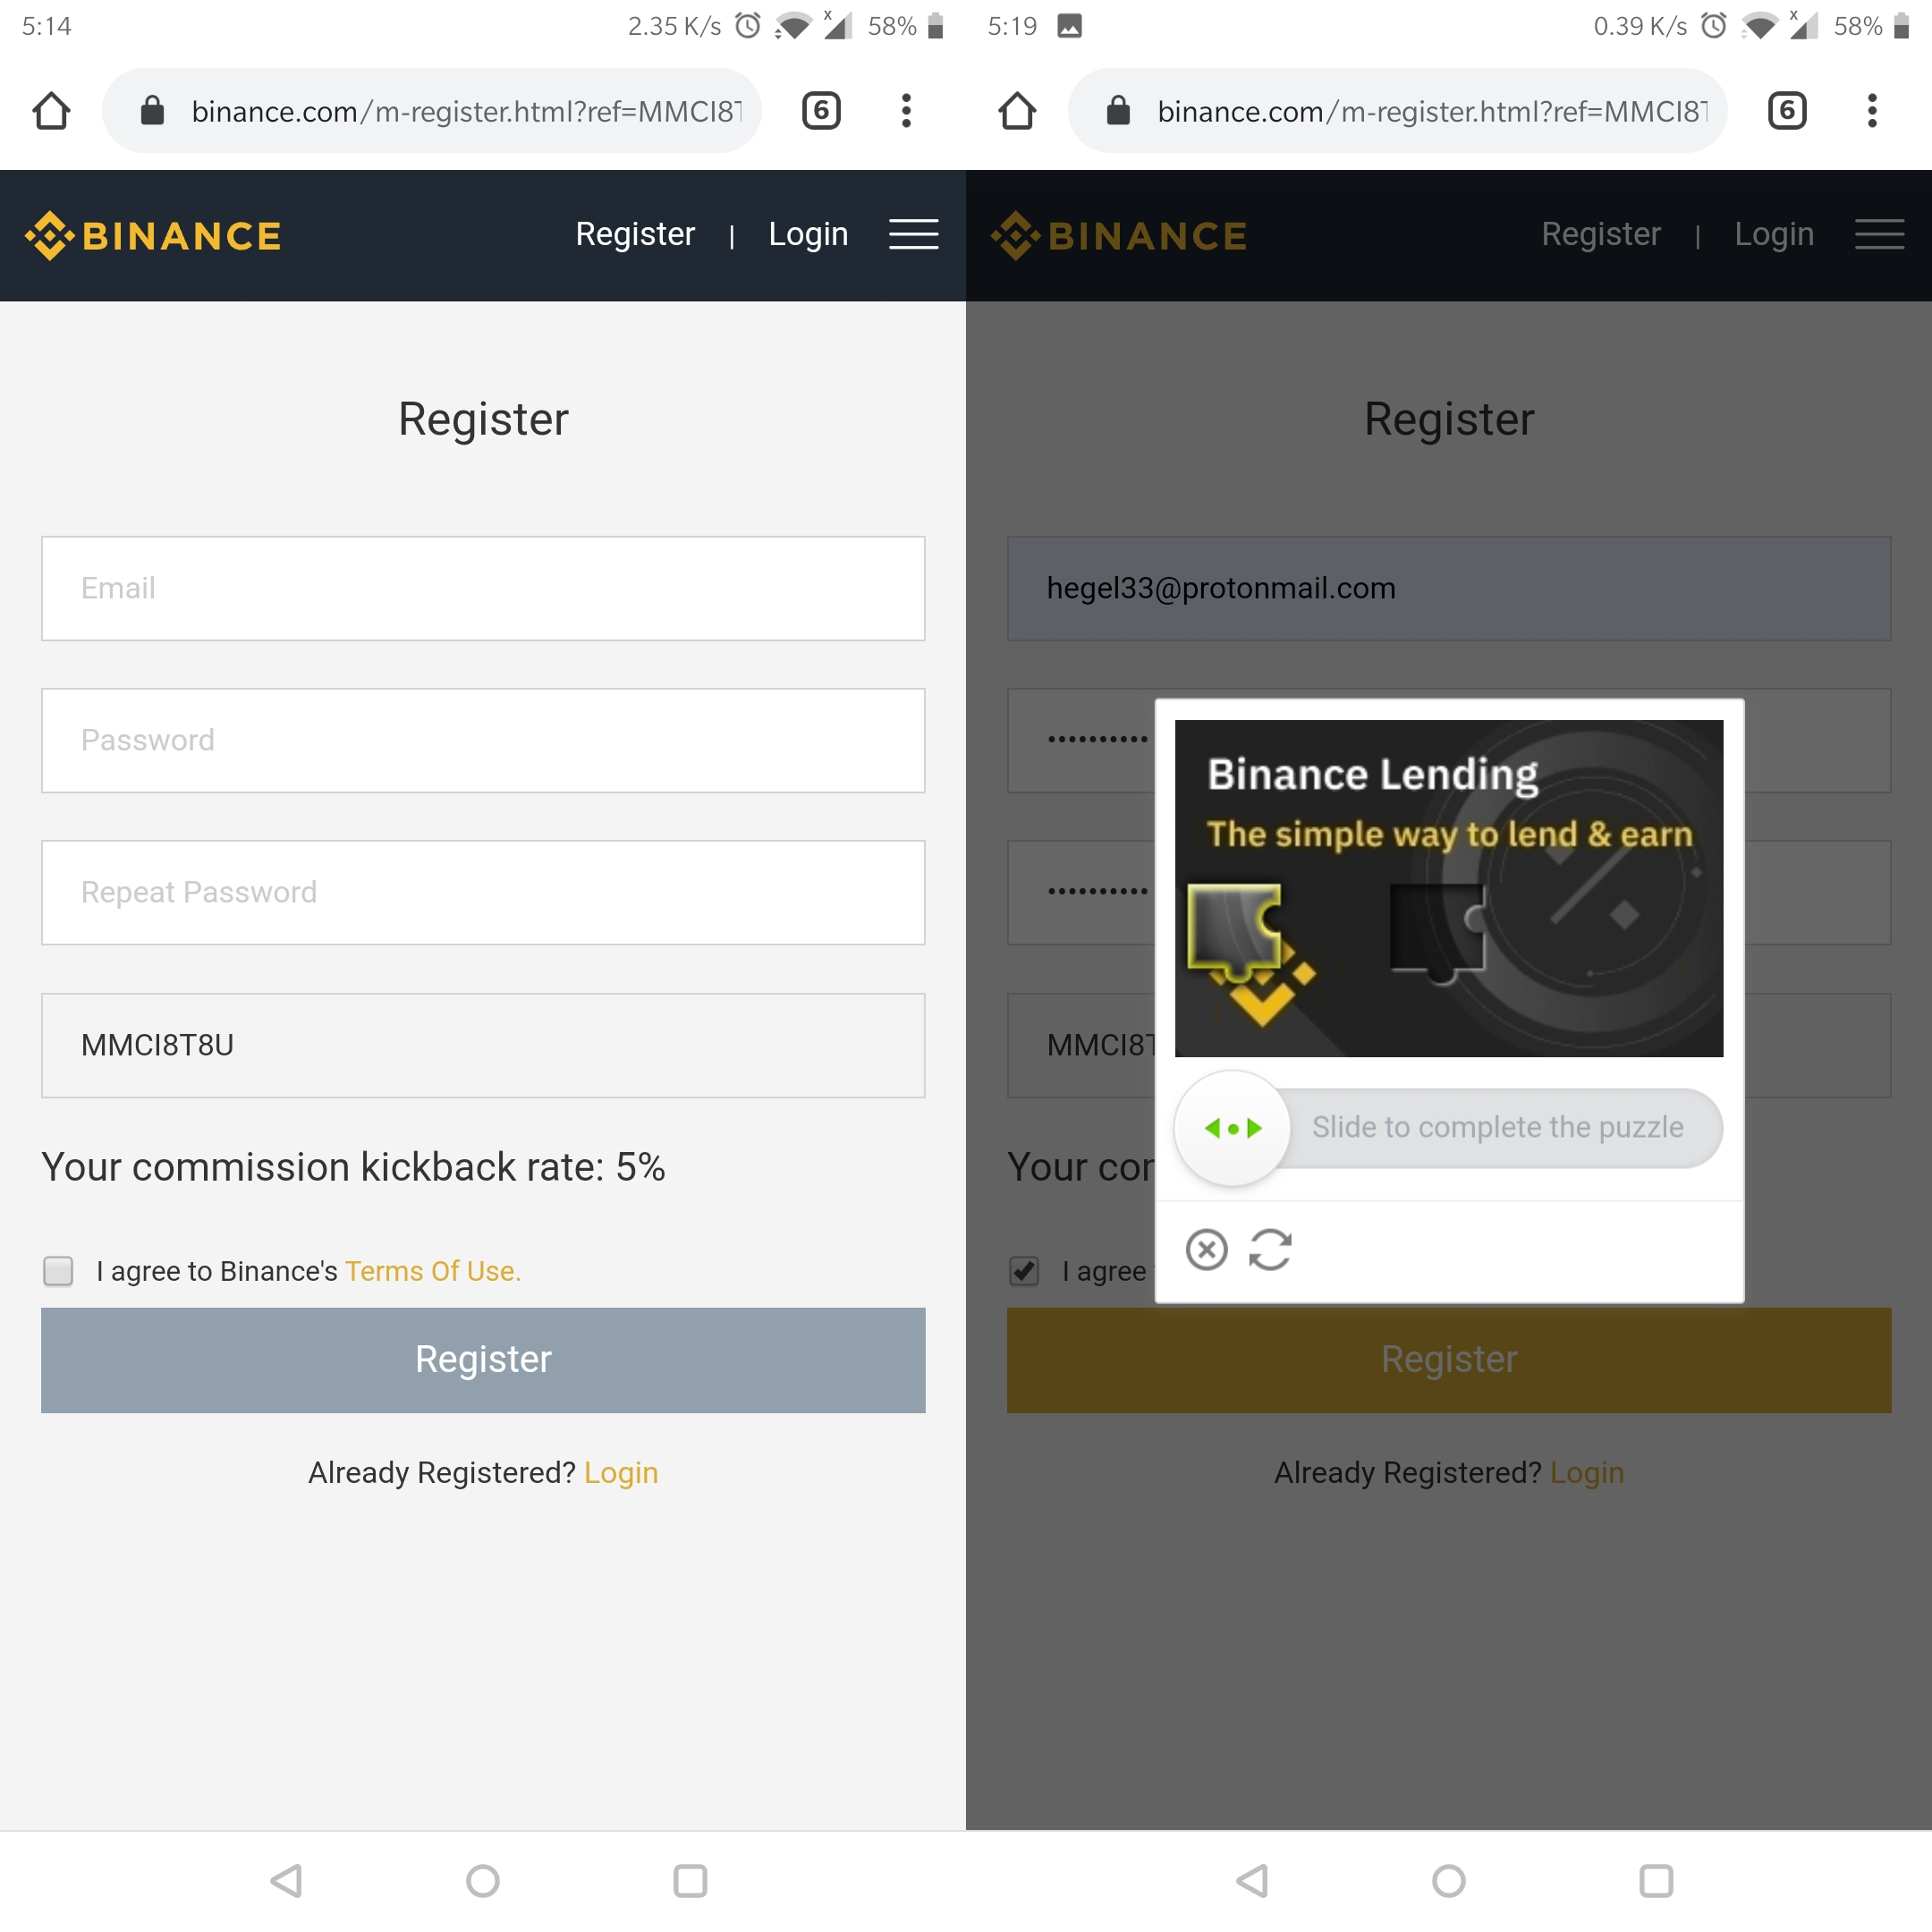 5:14
2.35 K/s
x
58%
binance.com/m-register.html?ref=MMCI8T
6
BINANCE
Register | Login
Register
Email
Password
Repeat Password
MMCI8T8U
Your commission kickback rate: 5%
I agree to Binance's Terms Of Use.
Register
Already Registered? Login
5:19
0.39 K/s
x
58%
binance.com/m-register.html?ref=MMCI8T
6
BINANCE
Register | Login
Register
hegel33@protonmail.com
••••••••••
••••••••••
MMCI8T
Your cor
I agree
Binance Lending
The simple way to lend & earn
Slide to complete the puzzle
Register
Already Registered? Login